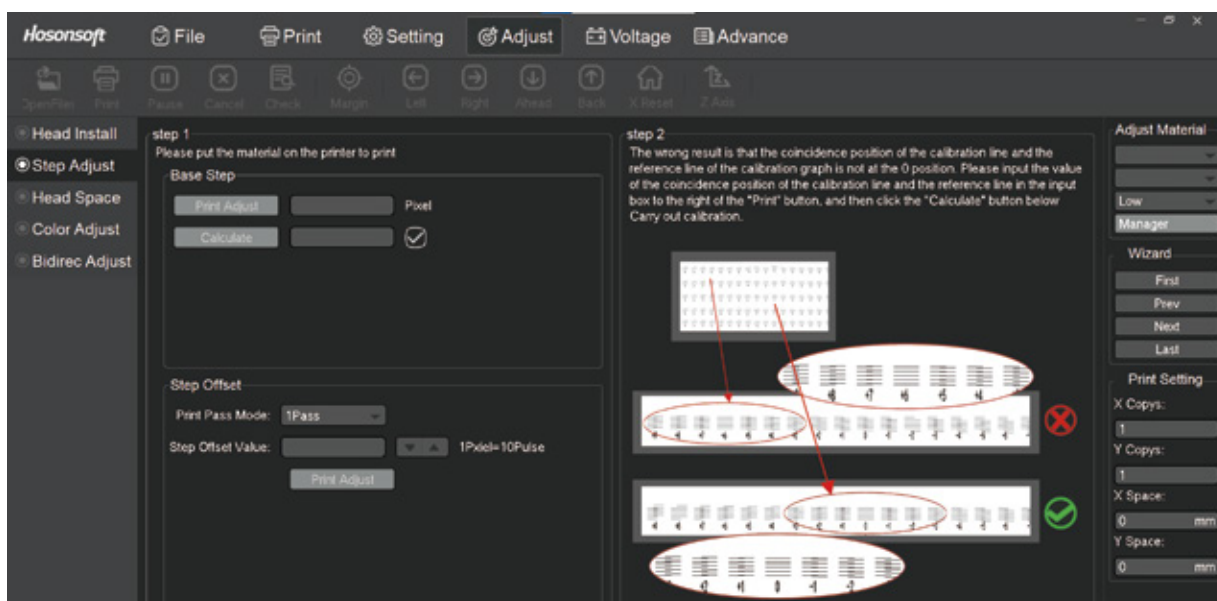 Hosonsoft
File
Print
Setting
Adjust
Voltage
Advance
OpenFiles
Print
Pause
Cancel
Check
Margin
Left
Right
Ahead
Back
X Reset
Z Axis
Head Install
Step Adjust
Head Space
Color Adjust
Bidirec Adjust
step 1
Please put the material on the printer to print
Base Step
Print Adjust
Pixel
Calculate
Step Offset
Print Pass Mode:
1Pass
Step Offset Value:
1Pxiel=10Pulse
Print Adjust
step 2
The wrong result is that the coincidence position of the calibration line and the
reference line of the calibration graph is not at the 0 position. Please input the value
of the coincidence position of the calibration line and the reference line in the input
box to the right of the "Print" button, and then click the "Calculate" button below
Carry out calibration.
Adjust Material
Low
Manager
Wizard
First
Prev
Next
Last
Print Setting
X Copys:
1
Y Copys:
1
X Space:
0 mm
Y Space:
0 mm